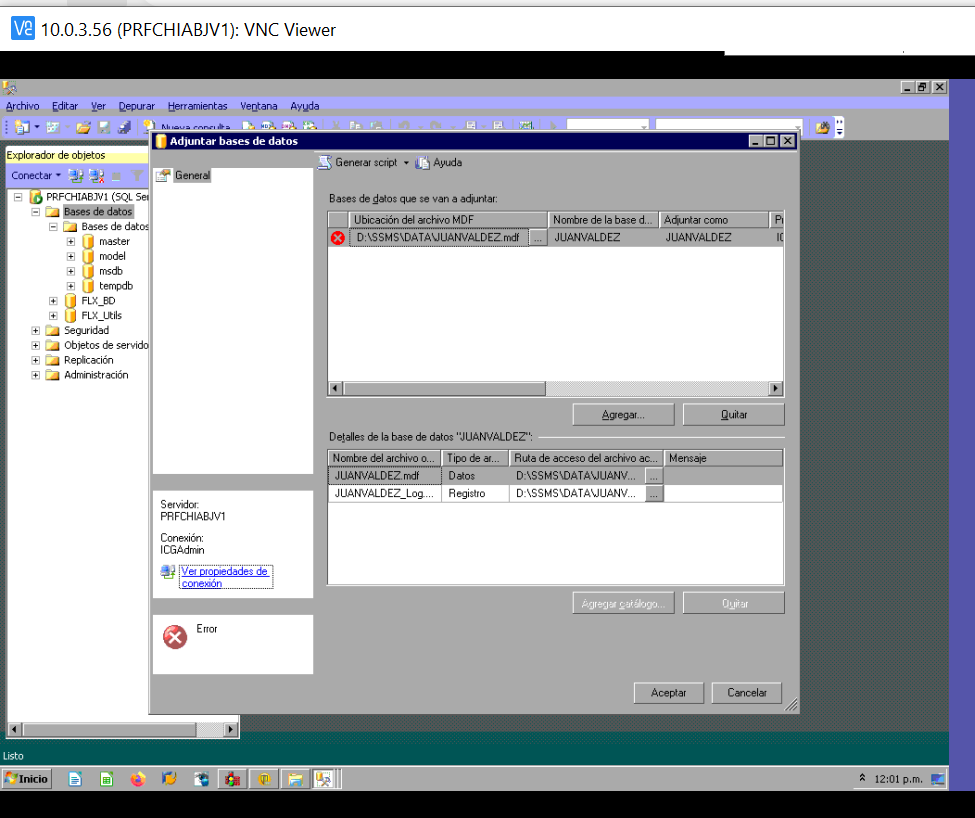 10.0.3.56 (PRFCHIABJV1): VNC Viewer
Archivo Editar Ver Depurar Herramientas Ventana Ayuda
Nueva consulta
Explorador de objetos
Conectar
PRFCHIABJV1 (SQL Ser
Bases de datos
Bases de datos
master
model
msdb
tempdb
FLX_BD
FLX_Utils
Seguridad
Objetos de servido
Replicación
Administración
Adjuntar bases de datos
General
Generar script Ayuda
Bases de datos que se van a adjuntar:
Ubicación del archivo MDF Nombre de la base d... Adjuntar como
D:\SSMS\DATA\JUANVALDEZ.mdf ... JUANVALDEZ JUANVALDEZ
Agregar... Quitar
Detalles de la base de datos "JUANVALDEZ":
Nombre del archivo o... Tipo de ar... Ruta de acceso del archivo ac... Mensaje
JUANVALDEZ.mdf Datos D:\SSMS\DATA\JUANV... ...
JUANVALDEZ_Log.... Registro D:\SSMS\DATA\JUANV... ...
Agregar catálogo... Quitar
Servidor:
PRFCHIABJV1
Conexión:
ICGAdmin
Ver propiedades de
conexión
Error
Aceptar Cancelar
Listo
Inicio
12:01 p.m.